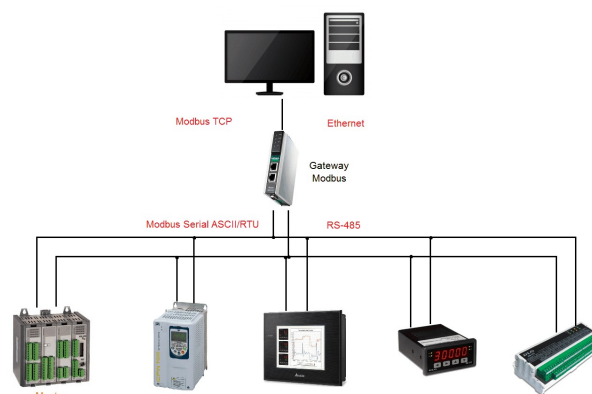 Modbus TCP
Ethernet
Gateway
Modbus
Modbus Serial ASCII/RTU
RS-485
30000